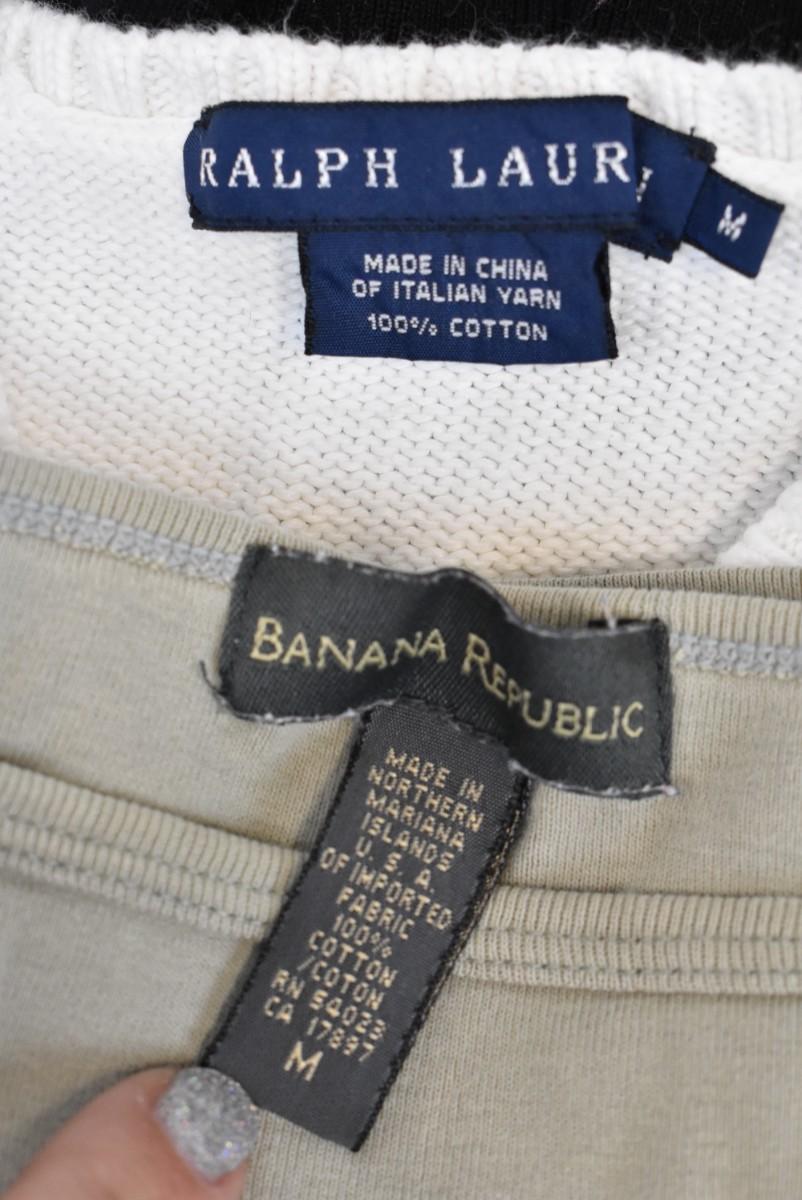 RALPH LAUR
M
MADE IN CHINA
OF ITALIAN YARN
100% COTTON
BANANA REPUBLIC
MADE IN
NORTHERN
MARIANA
ISLANDS
U.S.A.
OF IMPORTED
FABRIC
100%
COTTON
/COTON
RN 54023
CA 17897
M